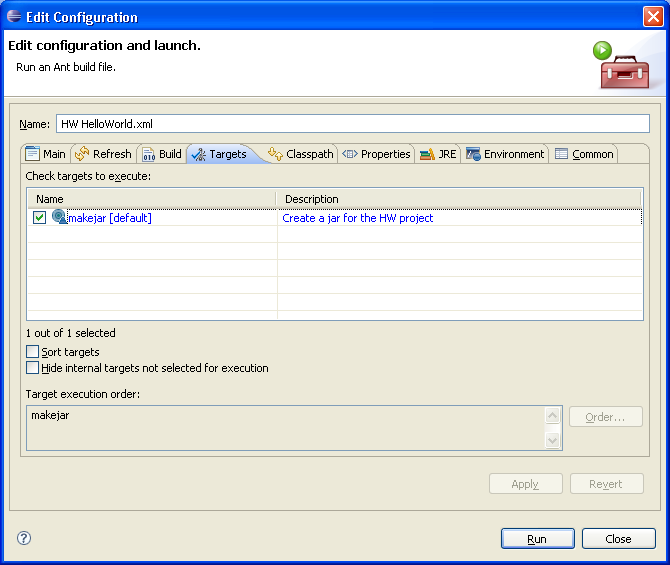 Edit Configuration
Edit configuration and launch.
Run an Ant build file.
Name: HW HelloWorld.xml
Main Refresh Build Targets Classpath Properties JRE Environment Common
Check targets to execute:
Name Description
makejar [default] Create a jar for the HW project
1 out of 1 selected
Sort targets
Hide internal targets not selected for execution
Target execution order:
makejar
Order...
Apply Revert
? Run Close